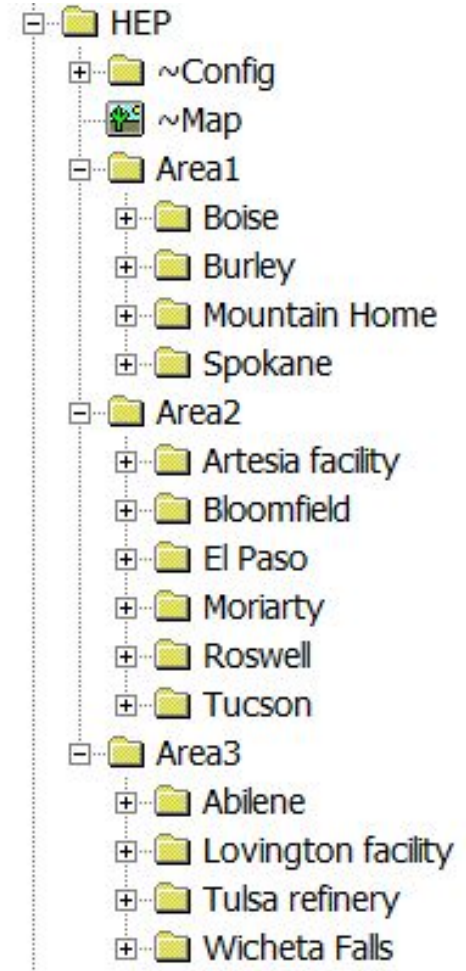 HEP
~Config
~Map
Area1
Boise
Burley
Mountain Home
Spokane
Area2
Artesia facility
Bloomfield
El Paso
Moriarty
Roswell
Tucson
Area3
Abilene
Lovington facility
Tulsa refinery
Wicheta Falls